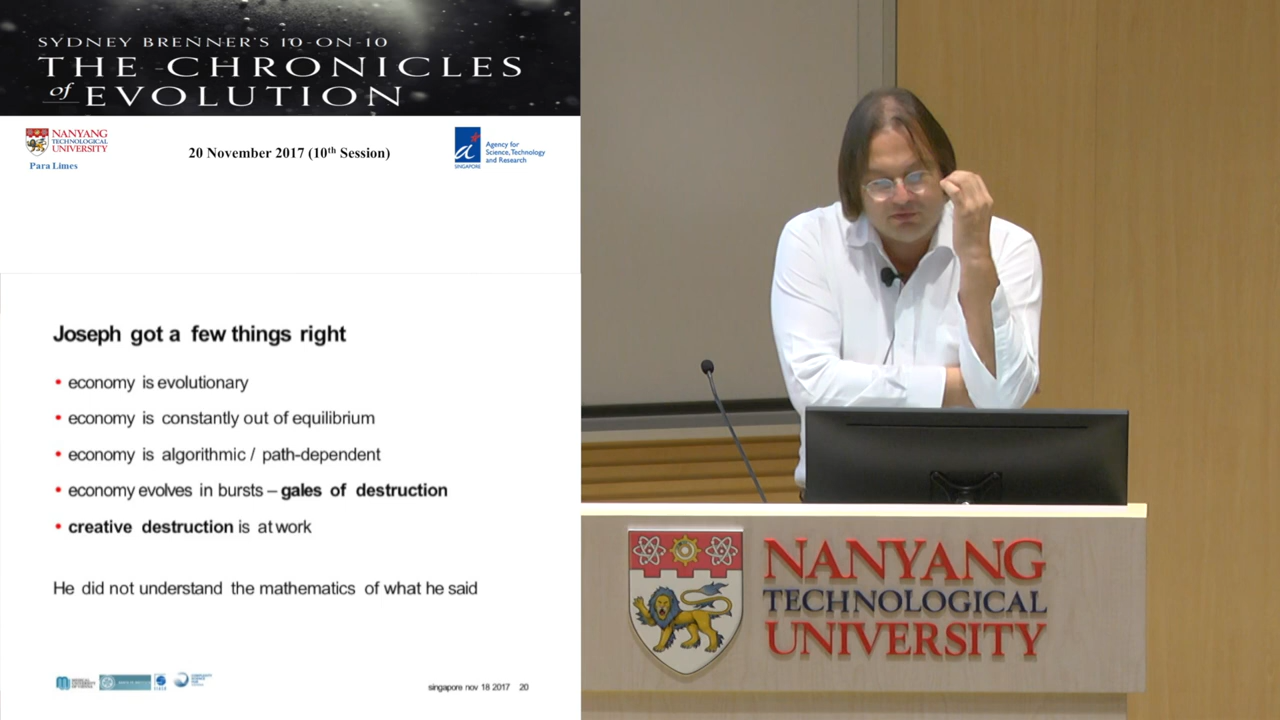 SYDNEY BRENNER'S 10-ON-10
THE CHRONICLES
of EVOLUTION
NANYANG
TECHNOLOGICAL
UNIVERSITY
Para Limes
20 November 2017 (10th Session)
SINGAPORE
Agency for
Science, Technology
and Research
Joseph got a few things right
• economy is evolutionary
• economy is constantly out of equilibrium
• economy is algorithmic / path-dependent
• economy evolves in bursts – gales of destruction
• creative destruction is at work
He did not understand the mathematics of what he said
singapore nov 18 2017 20
NANYANG
TECHNOLOGICAL
UNIVERSITY